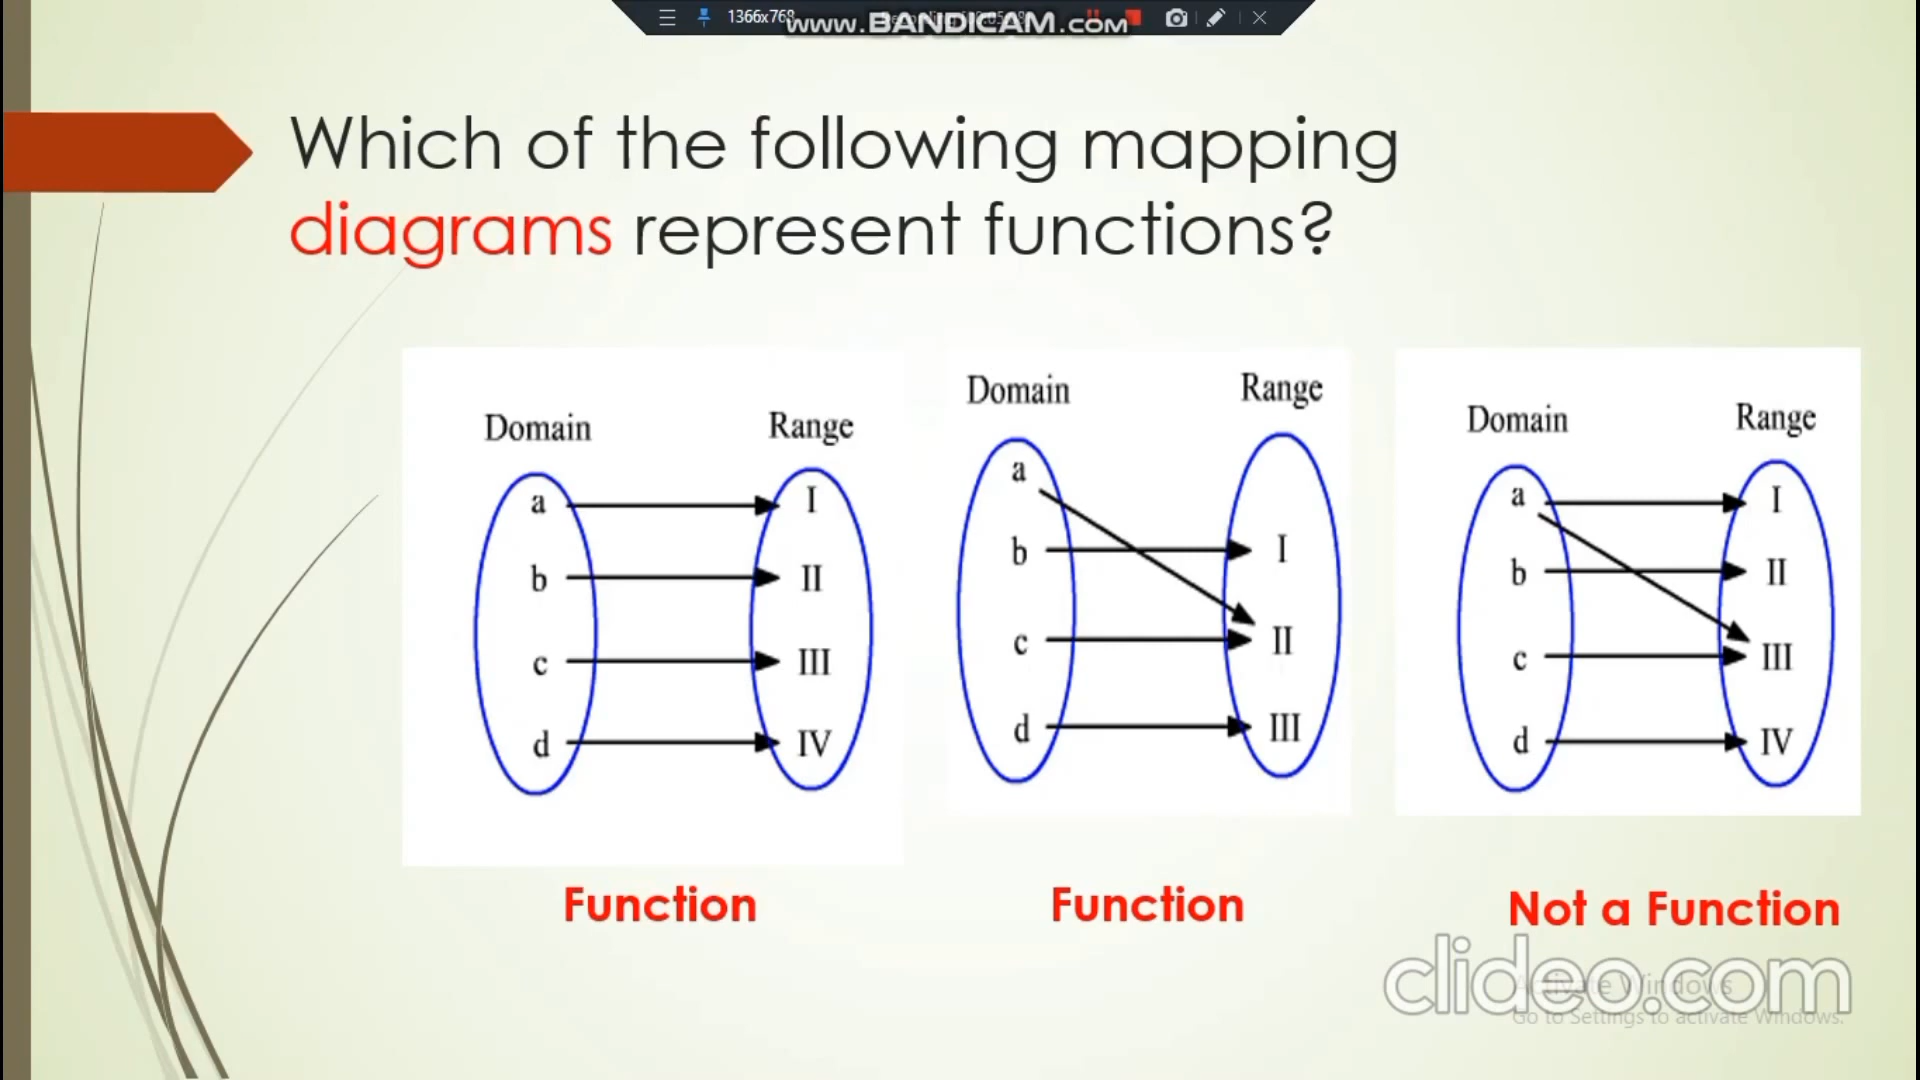 1366x768
www.BANDICAM.com
Which of the following mapping
diagrams represent functions?
Domain Range
a I
b II
c III
d IV
Function
Domain Range
a
b I
c II
d III
Function
Domain Range
a I
b II
c III
d IV
Not a Function
clideo.com
Activate Windows
Go to Settings to activate Windows.